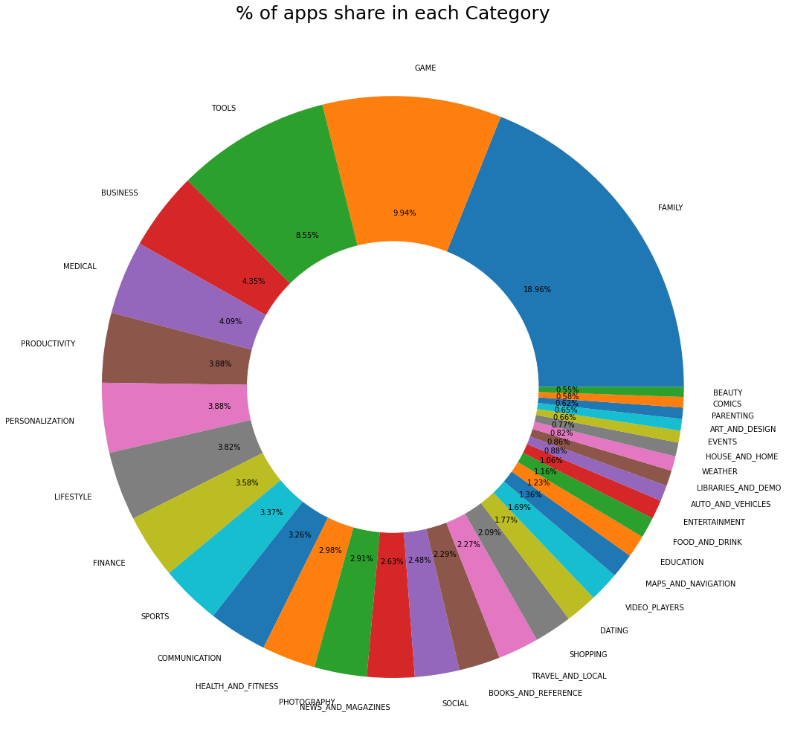 % of apps share in each Category
FAMILY
18.96%
GAME
9.94%
TOOLS
8.55%
BUSINESS
4.35%
MEDICAL
4.09%
PRODUCTIVITY
3.88%
PERSONALIZATION
3.88%
LIFESTYLE
3.82%
FINANCE
3.58%
SPORTS
3.37%
COMMUNICATION
3.26%
HEALTH_AND_FITNESS
2.98%
PHOTOGRAPHY
2.91%
NEWS_AND_MAGAZINES
2.63%
SOCIAL
2.48%
BOOKS_AND_REFERENCE
2.29%
TRAVEL_AND_LOCAL
2.27%
SHOPPING
2.09%
DATING
1.77%
VIDEO_PLAYERS
1.69%
MAPS_AND_NAVIGATION
1.36%
EDUCATION
1.23%
FOOD_AND_DRINK
1.16%
ENTERTAINMENT
1.06%
AUTO_AND_VEHICLES
0.88%
LIBRARIES_AND_DEMO
0.86%
WEATHER
0.82%
HOUSE_AND_HOME
0.77%
EVENTS
0.66%
ART_AND_DESIGN
0.65%
PARENTING
0.62%
COMICS
0.58%
BEAUTY
0.55%